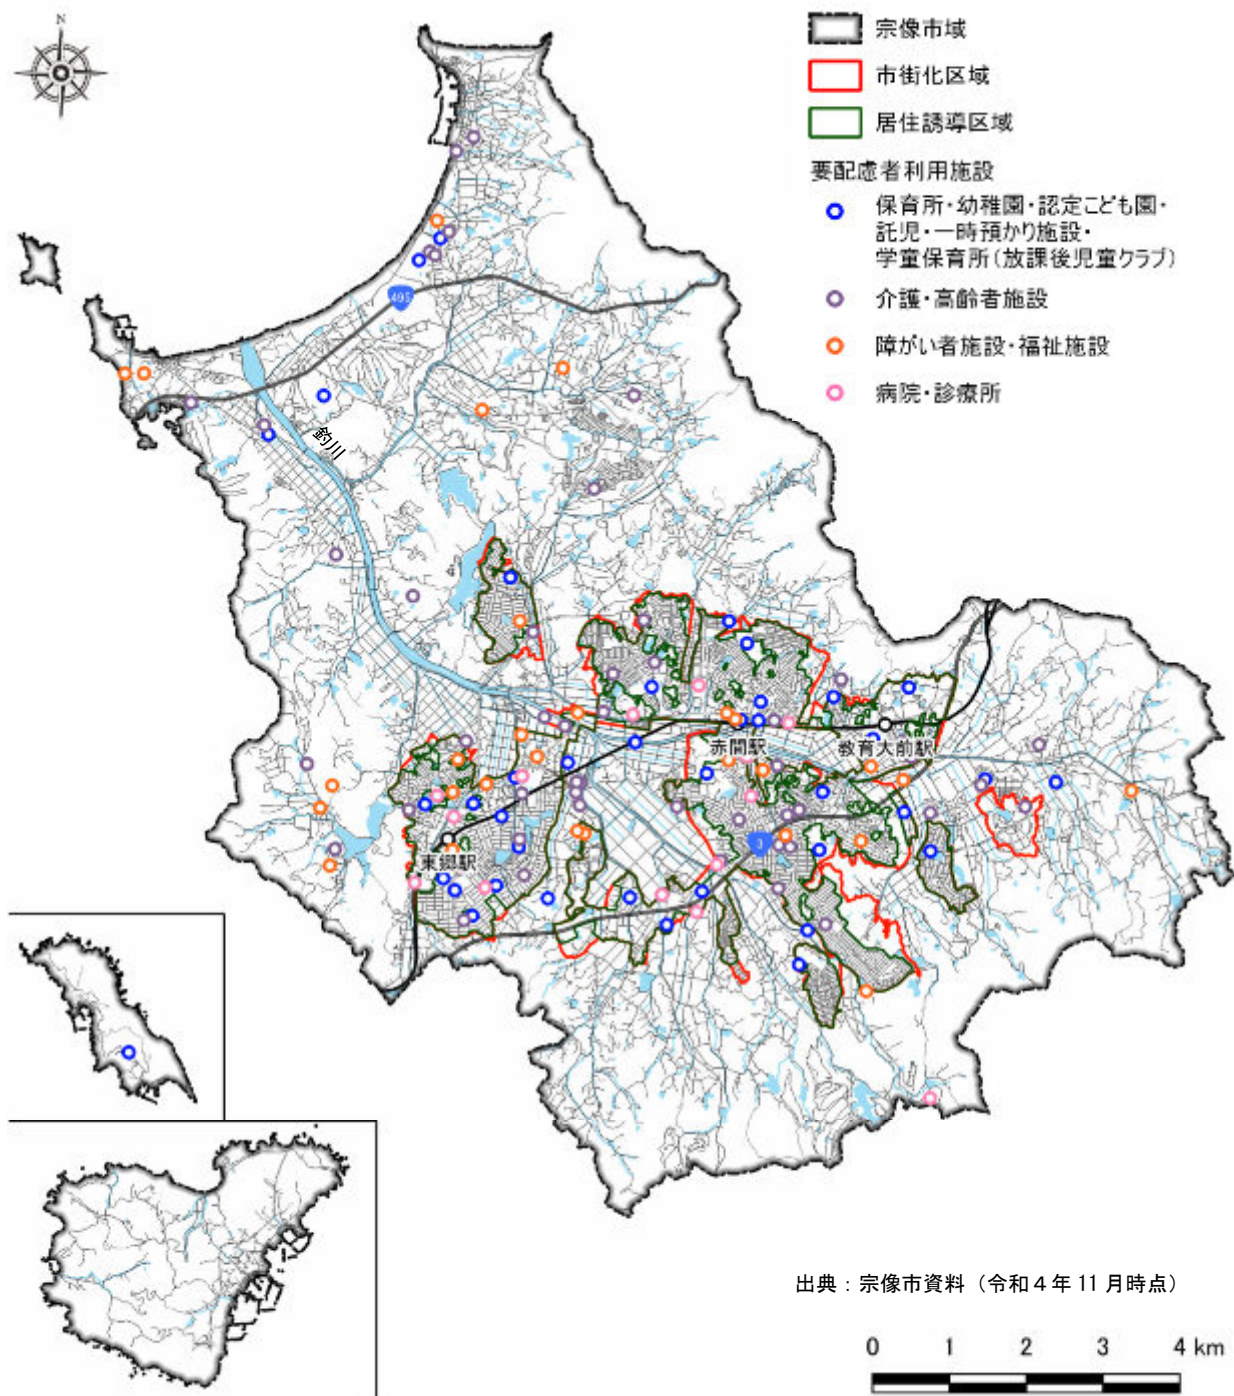 N
宗像市域
市街化区域
居住誘導区域
要配慮者利用施設
保育所・幼稚園・認定こども園・
託児・一時預かり施設・
学童保育所(放課後児童クラブ)
介護・高齢者施設
障がい者施設・福祉施設
病院・診療所
495
釣川
赤間駅
教育大前駅
3
東郷駅
出典：宗像市資料（令和４年 11 月時点）
0 1 2 3 4 km